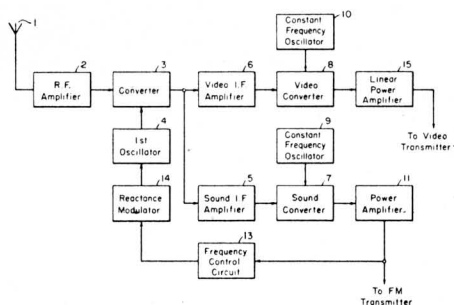 1
10
Constant
Frequency
Oscillator
2
R.F.
Amplifier
3
Converter
6
Video I.F.
Amplifier
8
Video
Converter
15
Linear
Power
Amplifier
To Video
Transmitter
4
1st
Oscillator
9
Constant
Frequency
Oscillator
14
Reactance
Modulator
5
Sound I.F
Amplifier
7
Sound
Converter
11
Power
Amplifier.
13
Frequency
Control
Circuit
To FM
Transmitter